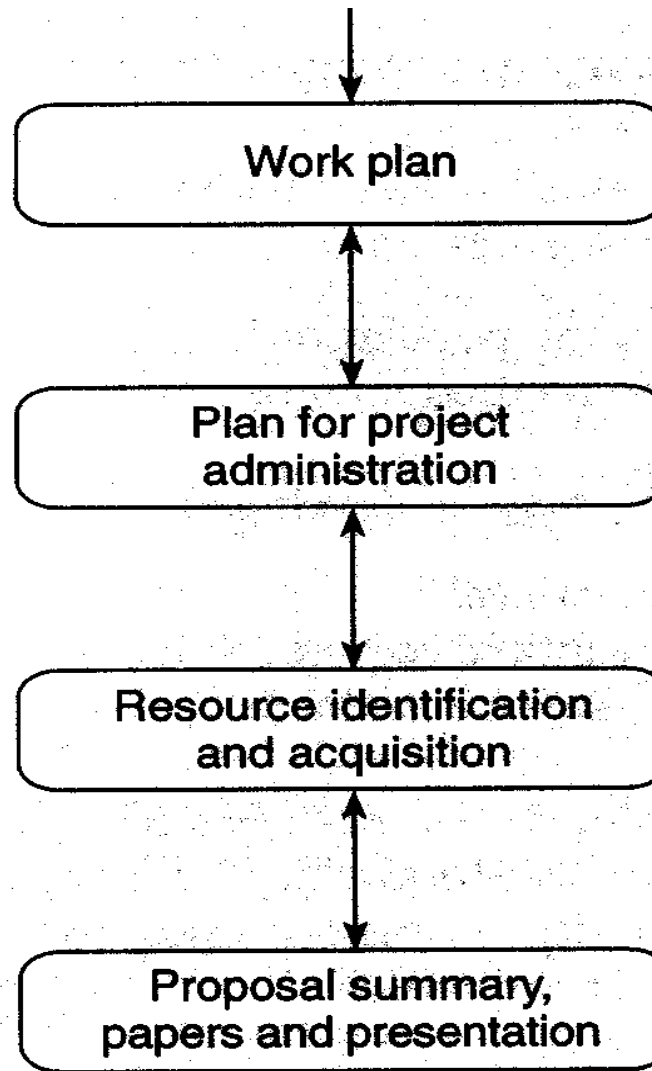 Work plan
Plan for project
administration
Resource identification
and acquisition
Proposal summary,
papers and presentation